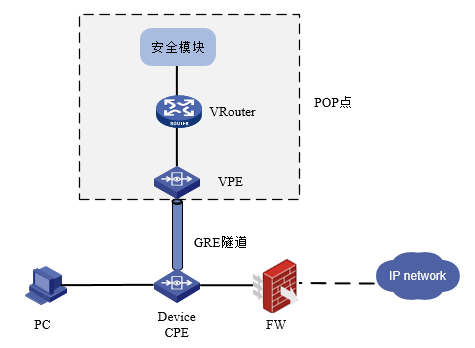 安全模块
VRouter
ROUTER
POP点
VPE
GRE隧道
IP network
PC
Device
CPE
FW